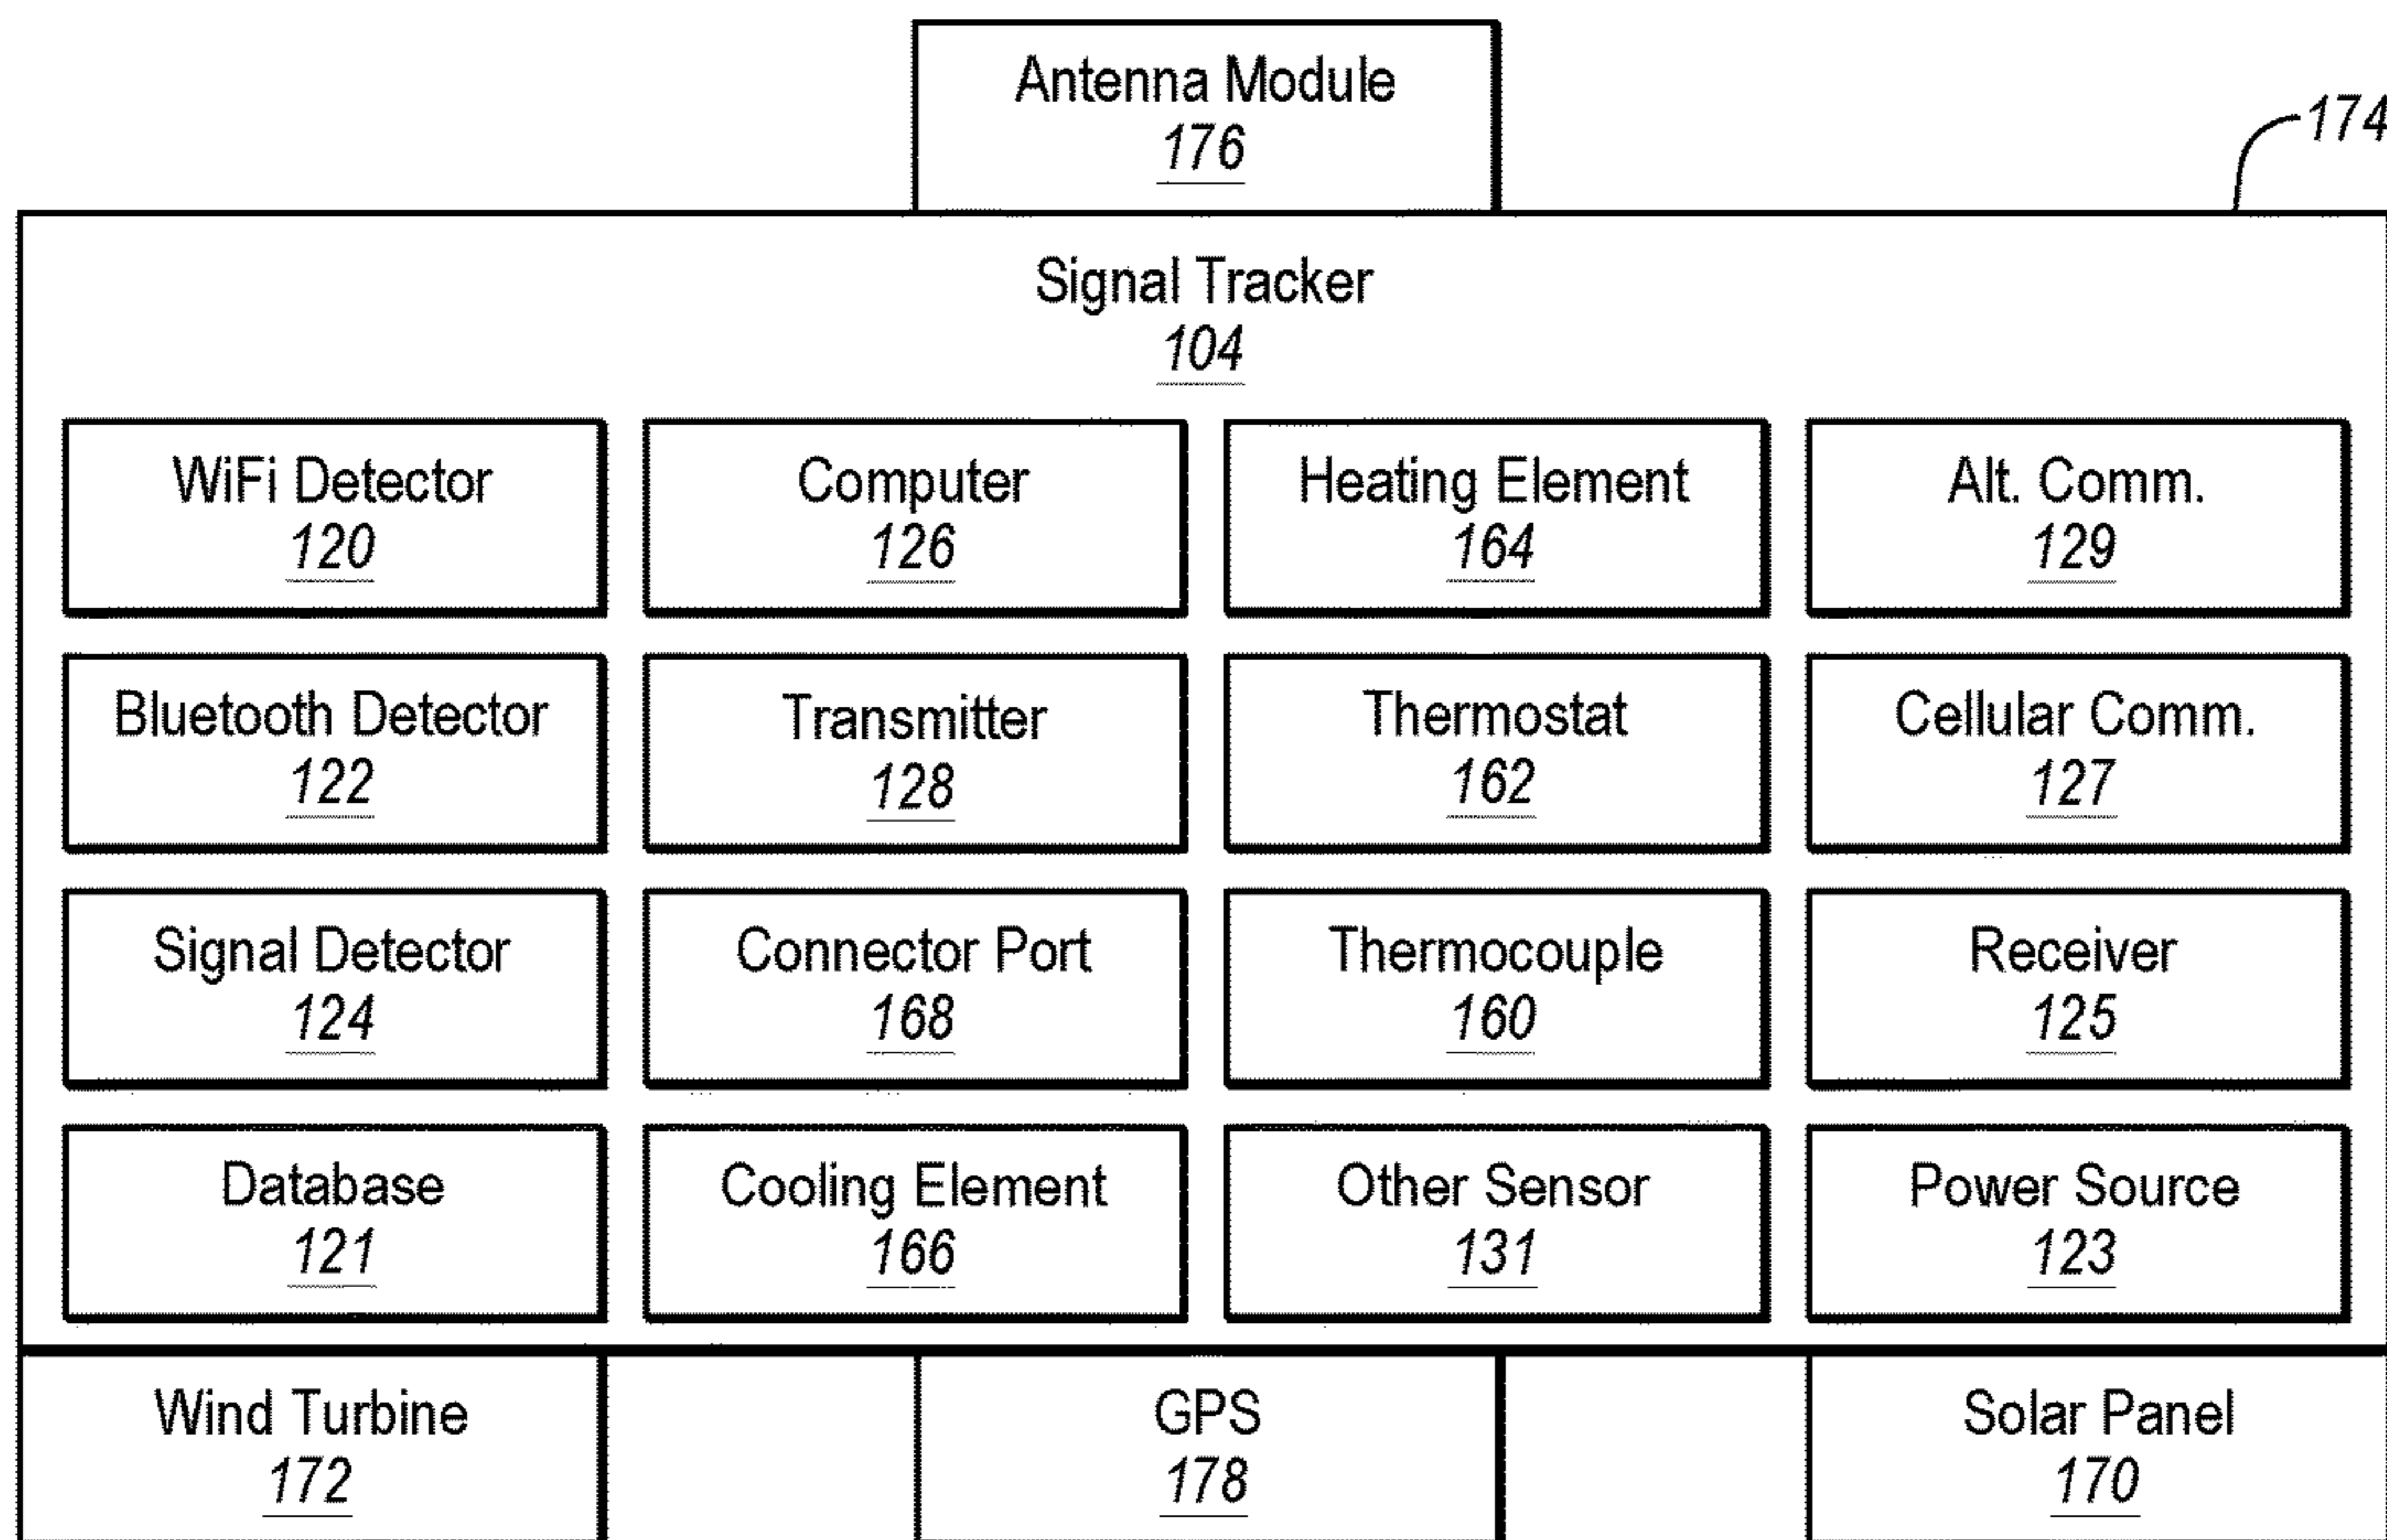 Antenna Module
176
174
Signal Tracker
104
WiFi Detector
120
Computer
126
Heating Element
164
Alt. Comm.
129
Bluetooth Detector
122
Transmitter
128
Thermostat
162
Cellular Comm.
127
Signal Detector
124
Connector Port
168
Thermocouple
160
Receiver
125
Database
121
Cooling Element
166
Other Sensor
131
Power Source
123
Wind Turbine
172
GPS
178
Solar Panel
170